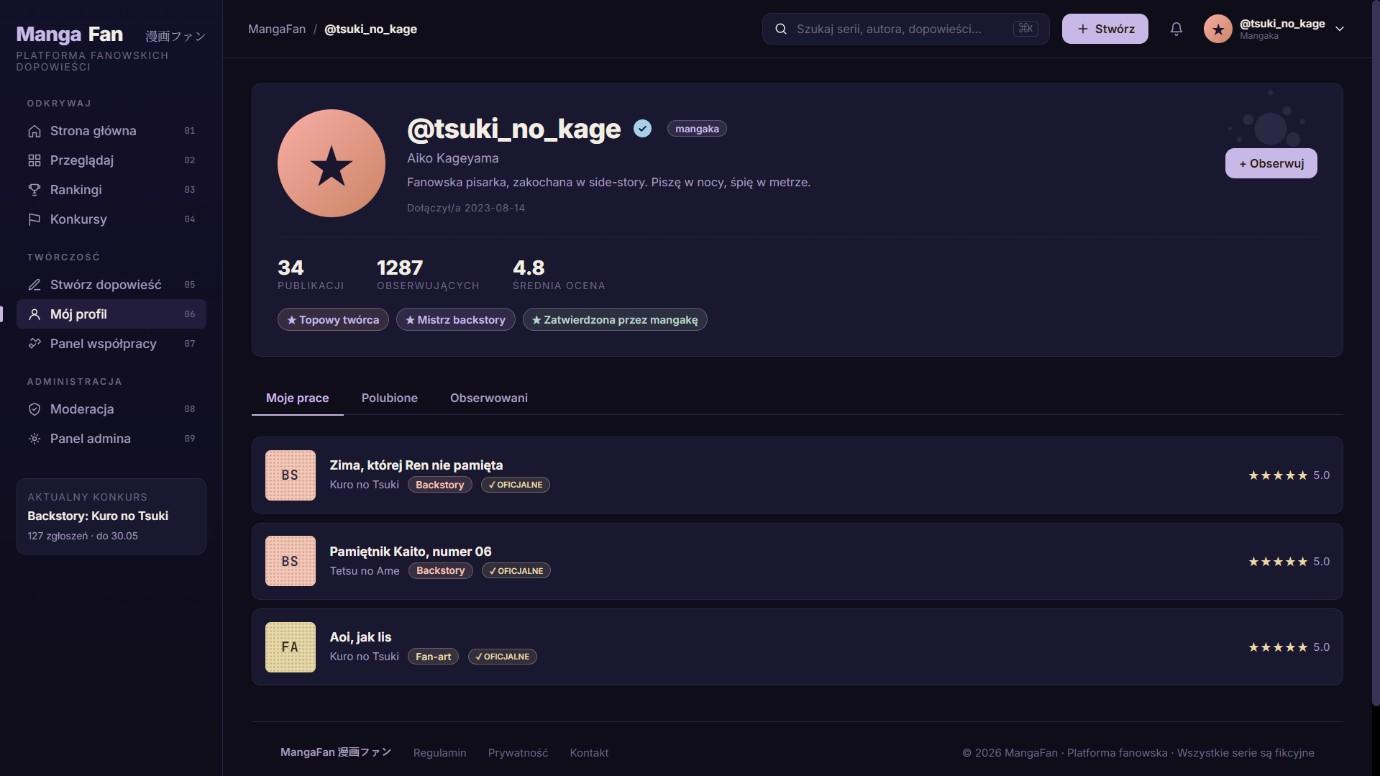 Manga Fan 漫画ファン
PLATFORMA FANOWSKICH
DOPOWIEŚCI
ODKRYWAJ
Strona główna 01
Przeglądaj 02
Rankingi 03
Konkursy 04
TWÓRCZOŚĆ
Stwórz dopowieść 05
Mój profil 06
Panel współpracy 07
ADMINISTRACJA
Moderacja 08
Panel admina 09
AKTUALNY KONKURS
Backstory: Kuro no Tsuki
127 zgłoszeń · do 30.05
MangaFan / @tsuki_no_kage
Szukaj serii, autora, dopowieści... ⌘K
+ Stwórz
★ @tsuki_no_kage
Mangaka
★
@tsuki_no_kage ✓ mangaka
Aiko Kageyama
Fanowska pisarka, zakochana w side-story. Piszę w nocy, śpię w metrze.
Dołączył/a 2023-08-14
+ Obserwuj
34 1287 4.8
PUBLIKACJI OBSERWUJĄCYCH ŚREDNIA OCENA
★ Topowy twórca ★ Mistrz backstory ★ Zatwierdzona przez mangakę
Moje prace Polubione Obserwowani
BS
Zima, której Ren nie pamięta
Kuro no Tsuki Backstory ✓ OFICJALNE
★★★★★ 5.0
BS
Pamiętnik Kaito, numer 06
Tetsu no Ame Backstory ✓ OFICJALNE
★★★★★ 5.0
FA
Aoi, jak lis
Kuro no Tsuki Fan-art ✓ OFICJALNE
★★★★★ 5.0
MangaFan 漫画ファン Regulamin Prywatność Kontakt
© 2026 MangaFan · Platforma fanowska · Wszystkie serie są fikcyjne